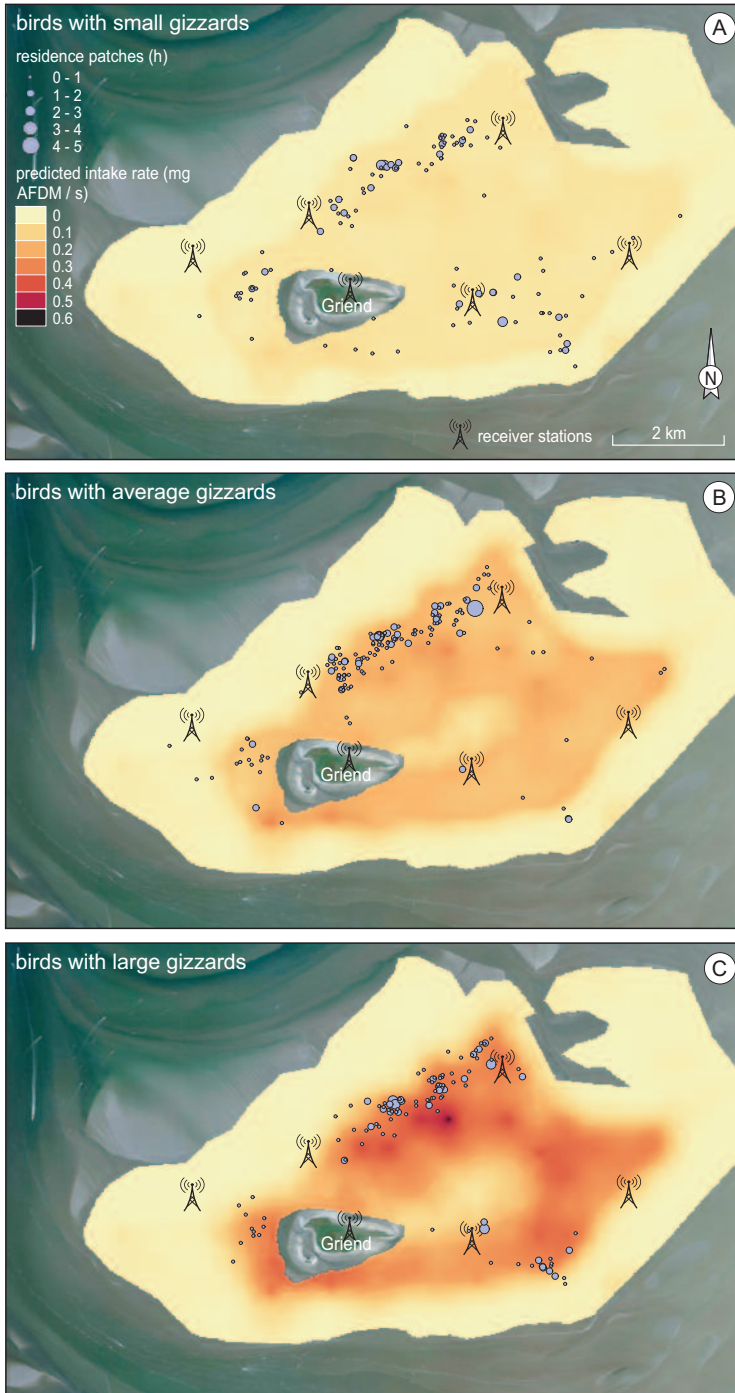 birds with small gizzards
A
residence patches (h)
0 - 1
1 - 2
2 - 3
3 - 4
4 - 5
predicted intake rate (mg
AFDM / s)
0
0.1
0.2
0.3
0.4
0.5
0.6
Griend
N
receiver stations
2 km
birds with average gizzards
B
Griend
birds with large gizzards
C
Griend